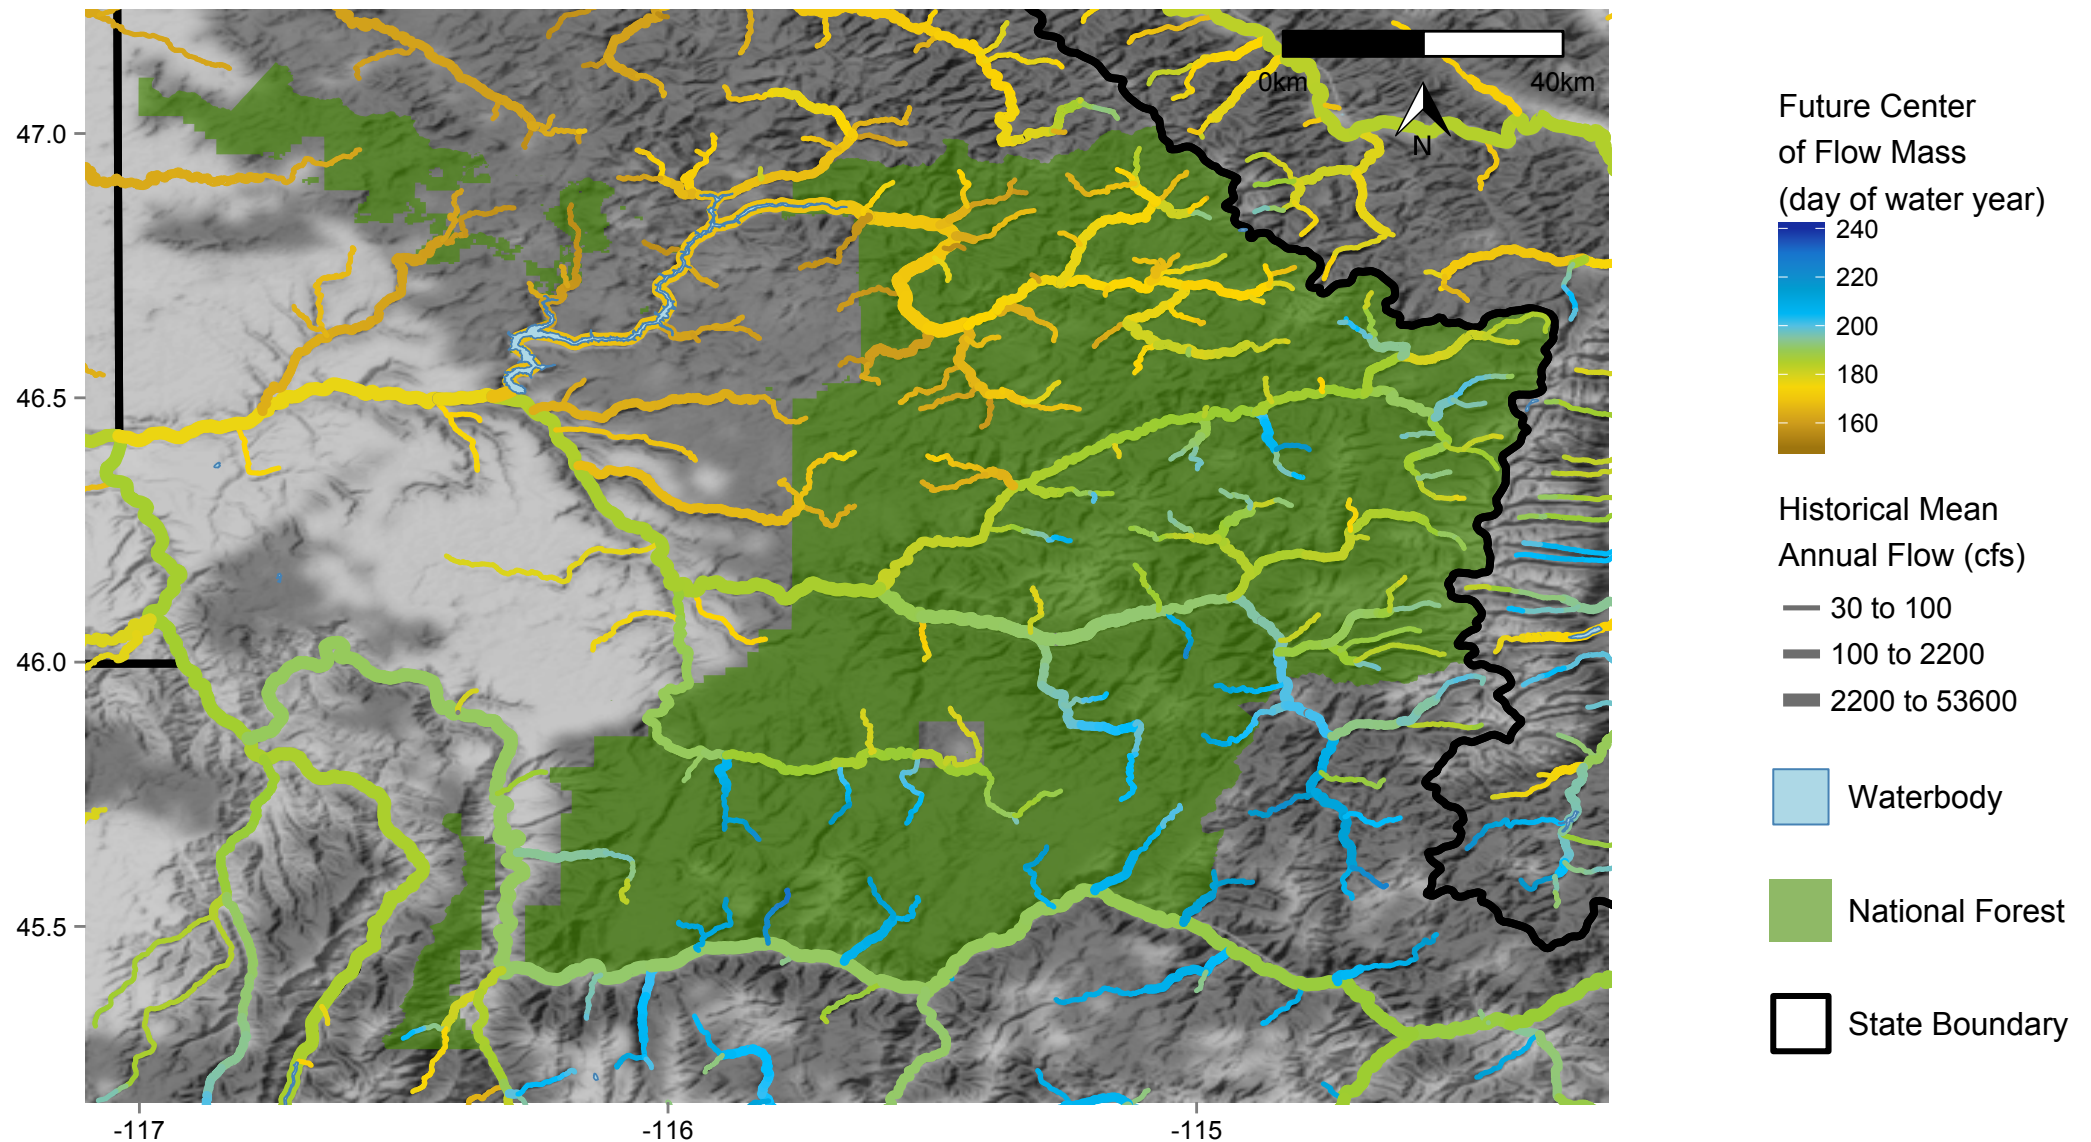 0km
40km
N
47.0
46.5
46.0
45.5
-117
-116
-115
Future Center
of Flow Mass
(day of water year)
240
220
200
180
160
Historical Mean
Annual Flow (cfs)
30 to 100
100 to 2200
2200 to 53600
Waterbody
National Forest
State Boundary